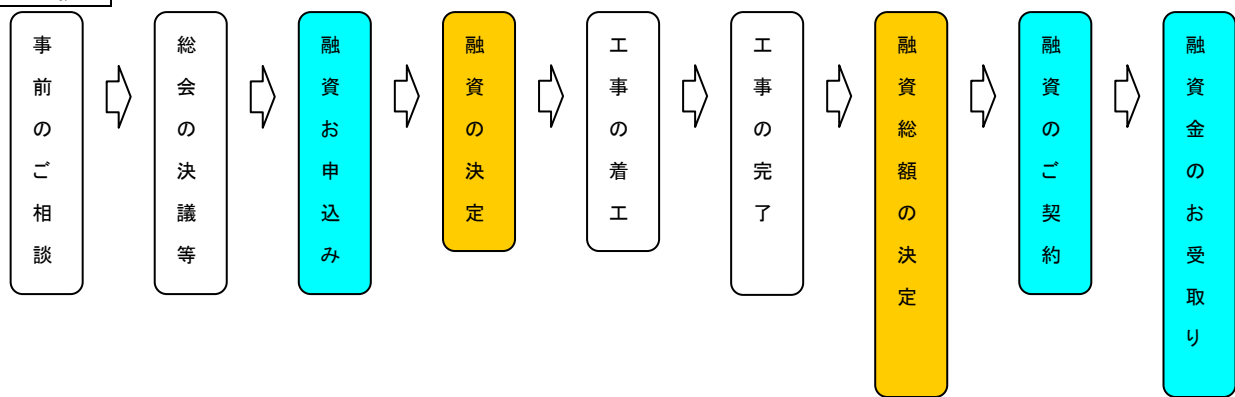 事前のご相談
総会の決議等
融資お申込み
融資の決定
工事の着工
工事の完了
融資総額の決定
融資のご契約
融資金のお受取り